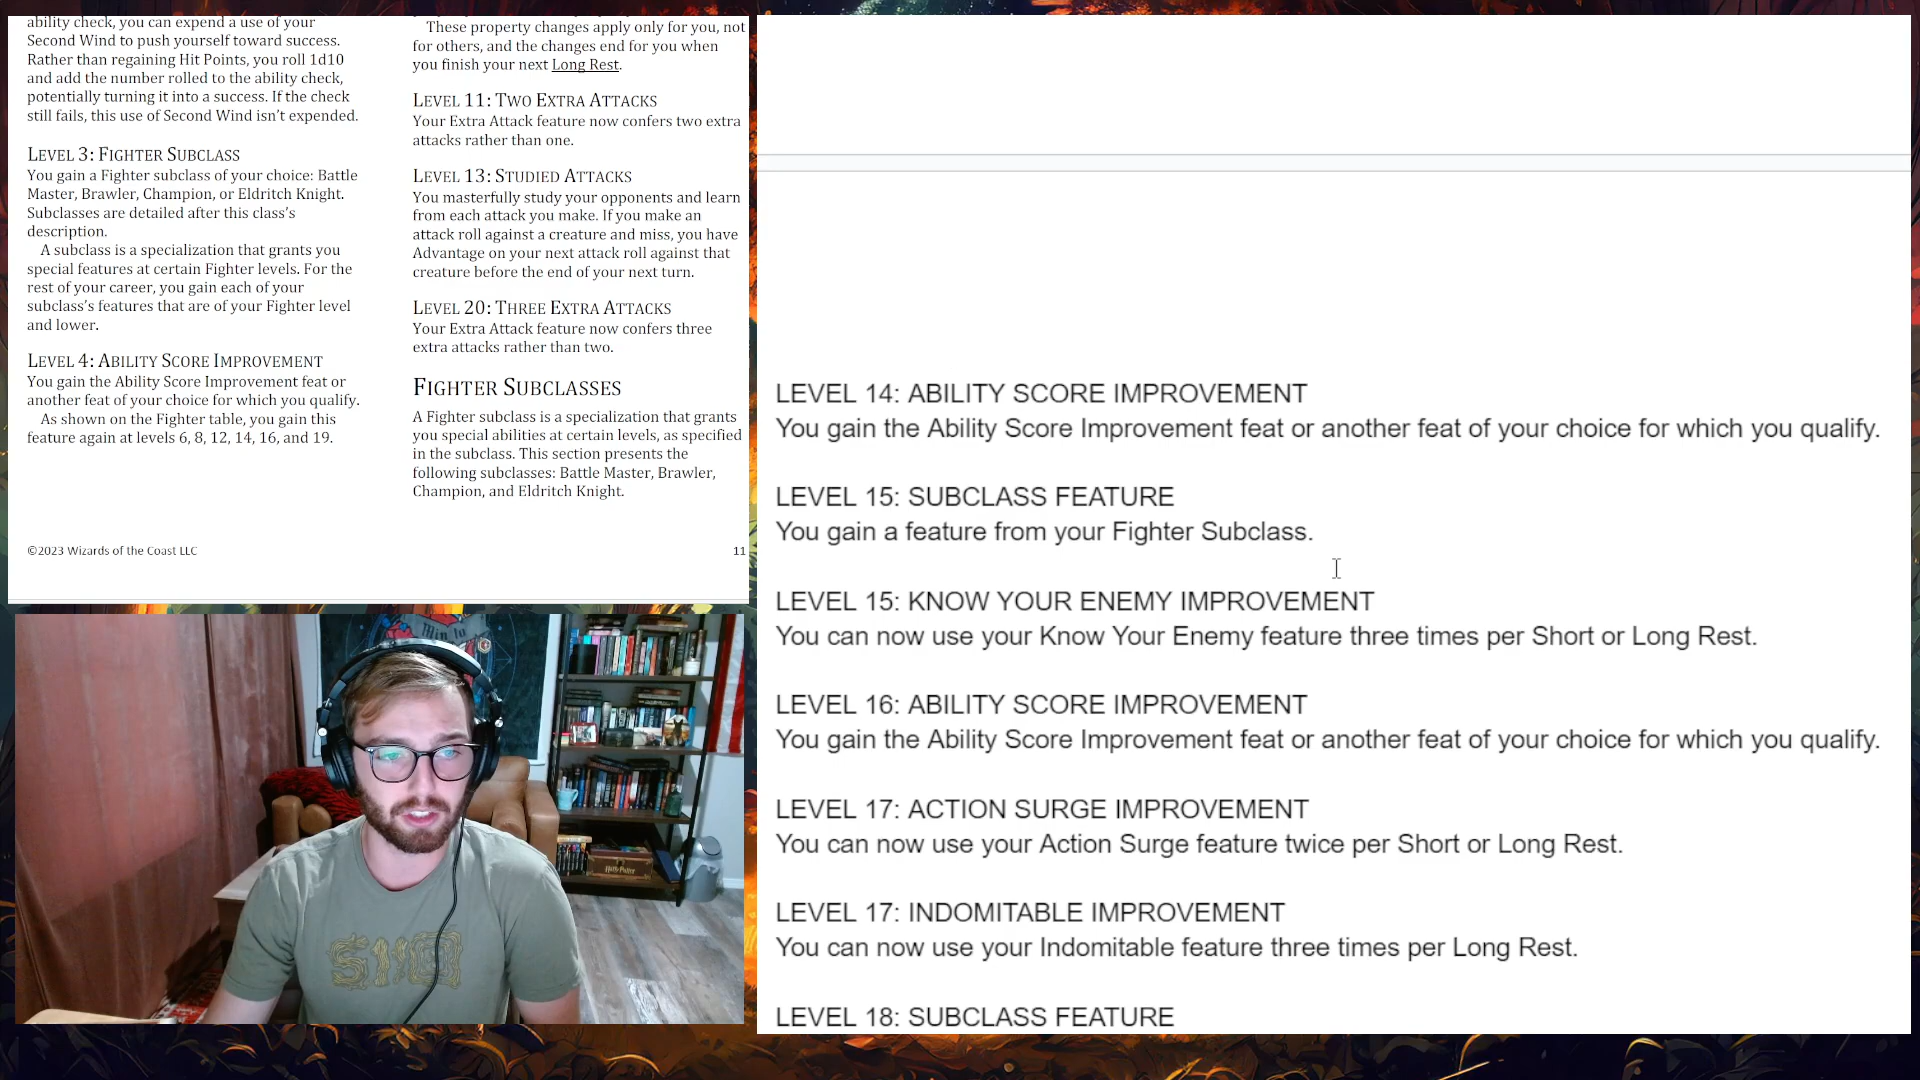 ability check, you can expend a use of your
Second Wind to push yourself toward success.
Rather than regaining Hit Points, you roll 1d10
and add the number rolled to the ability check,
potentially turning it into a success. If the check
still fails, this use of Second Wind isn't expended.
LEVEL 3: FIGHTER SUBCLASS
You gain a Fighter subclass of your choice: Battle
Master, Brawler, Champion, or Eldritch Knight.
Subclasses are detailed after this class's
description.
A subclass is a specialization that grants you
special features at certain Fighter levels. For the
rest of your career, you gain each of your
subclass's features that are of your Fighter level
and lower.
LEVEL 4: ABILITY SCORE IMPROVEMENT
You gain the Ability Score Improvement feat or
another feat of your choice for which you qualify.
As shown on the Fighter table, you gain this
feature again at levels 6, 8, 12, 14, 16, and 19.
These property changes apply only for you, not
for others, and the changes end for you when
you finish your next Long Rest.
LEVEL 11: TWO EXTRA ATTACKS
Your Extra Attack feature now confers two extra
attacks rather than one.
LEVEL 13: STUDIED ATTACKS
You masterfully study your opponents and learn
from each attack you make. If you make an
attack roll against a creature and miss, you have
Advantage on your next attack roll against that
creature before the end of your next turn.
LEVEL 20: THREE EXTRA ATTACKS
Your Extra Attack feature now confers three
extra attacks rather than two.
FIGHTER SUBCLASSES
A Fighter subclass is a specialization that grants
you special abilities at certain levels, as specified
in the subclass. This section presents the
following subclasses: Battle Master, Brawler,
Champion, and Eldritch Knight.
©2023 Wizards of the Coast LLC
11
LEVEL 14: ABILITY SCORE IMPROVEMENT
You gain the Ability Score Improvement feat or another feat of your choice for which you qualify.
LEVEL 15: SUBCLASS FEATURE
You gain a feature from your Fighter Subclass.
LEVEL 15: KNOW YOUR ENEMY IMPROVEMENT
You can now use your Know Your Enemy feature three times per Short or Long Rest.
LEVEL 16: ABILITY SCORE IMPROVEMENT
You gain the Ability Score Improvement feat or another feat of your choice for which you qualify.
LEVEL 17: ACTION SURGE IMPROVEMENT
You can now use your Action Surge feature twice per Short or Long Rest.
LEVEL 17: INDOMITABLE IMPROVEMENT
You can now use your Indomitable feature three times per Long Rest.
LEVEL 18: SUBCLASS FEATURE
Harry Potter